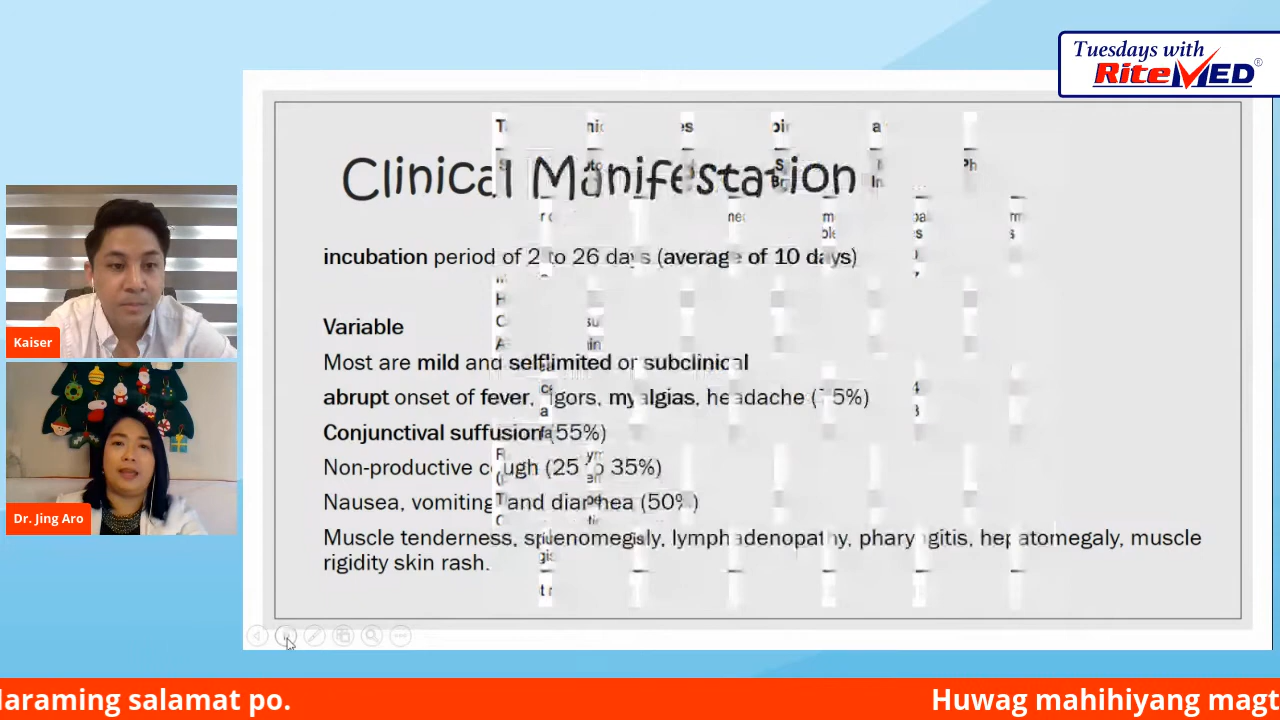 Tuesdays with
RiteMED®
Clinical Manifestation
incubation period of 2 to 26 days (average of 10 days)
Variable
Most are mild and selflimited or subclinical
abrupt onset of fever, rigors, myalgias, headache (75%)
Conjunctival suffusion (55%)
Non-productive cough (25 to 35%)
Nausea, vomiting, and diarrhea (50%)
Muscle tenderness, splenomegaly, lymphadenopathy, pharyngitis, hepatomegaly, muscle
rigidity skin rash.
Kaiser
Dr. Jing Aro
salamat po. Huwag mahihiyang